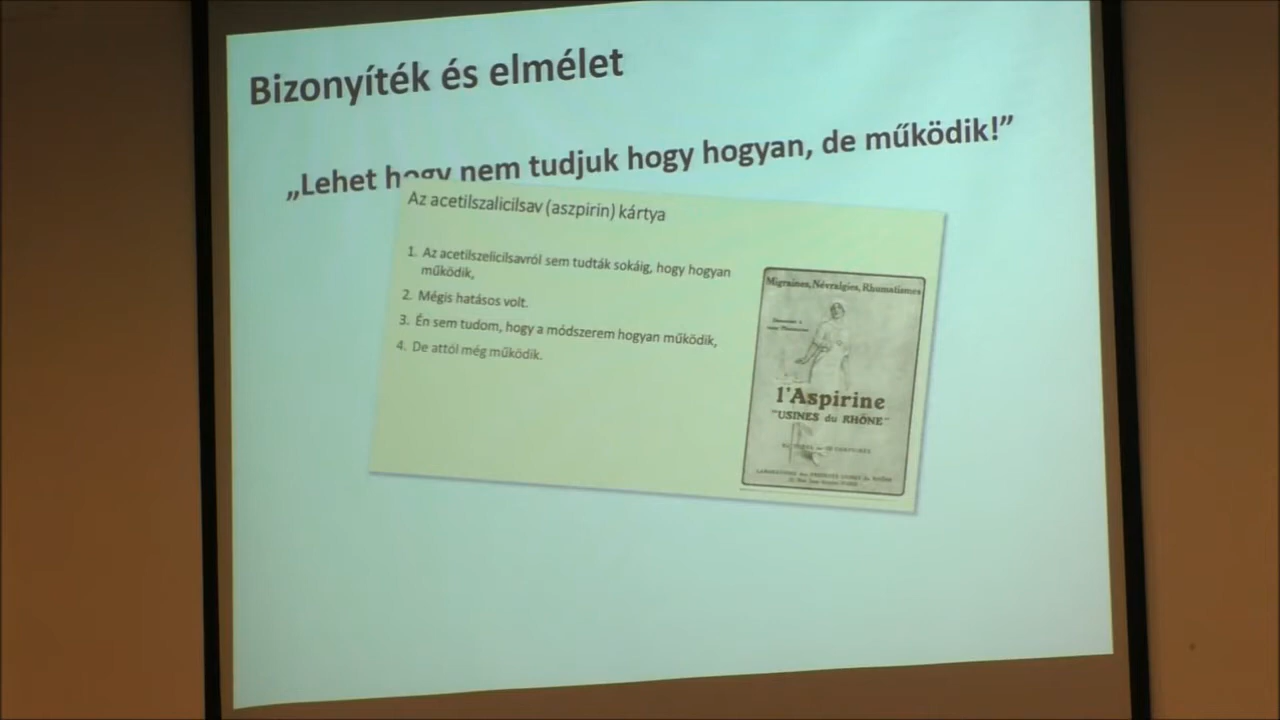 Bizonyíték és elmélet
„Lehet hogy nem tudjuk hogy hogyan, de működik!”
Az acetilszalicilsav (aszpirin) kártya
1. Az acetilszelicilsavról sem tudták sokáig, hogy hogyan
működik,
2. Mégis hatásos volt.
3. Én sem tudom, hogy a módszerem hogyan működik,
4. De attól még működik.
Migraines, Névralgies, Rhumatismes
l'Aspirine
"USINES du RHÔNE"